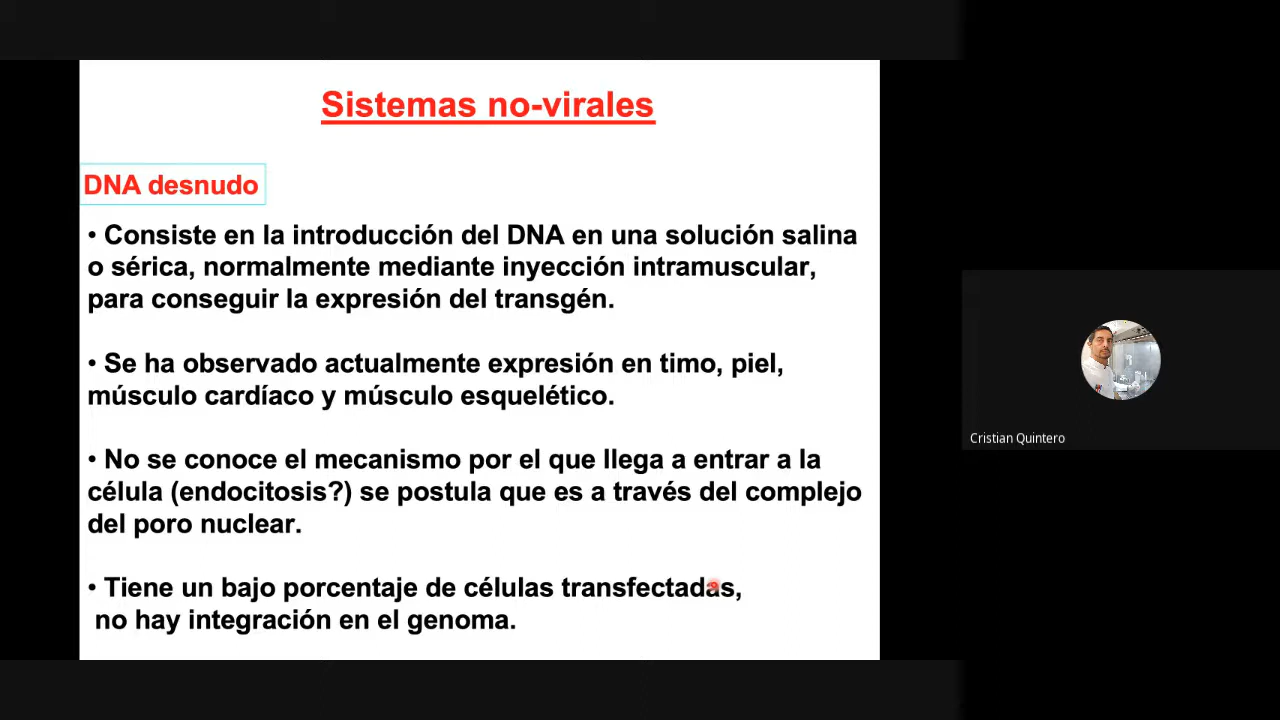 Sistemas no-virales
DNA desnudo
• Consiste en la introducción del DNA en una solución salina
o sérica, normalmente mediante inyección intramuscular,
para conseguir la expresión del transgén.
• Se ha observado actualmente expresión en timo, piel,
músculo cardíaco y músculo esquelético.
• No se conoce el mecanismo por el que llega a entrar a la
célula (endocitosis?) se postula que es a través del complejo
del poro nuclear.
• Tiene un bajo porcentaje de células transfectadas,
no hay integración en el genoma.
Cristian Quintero